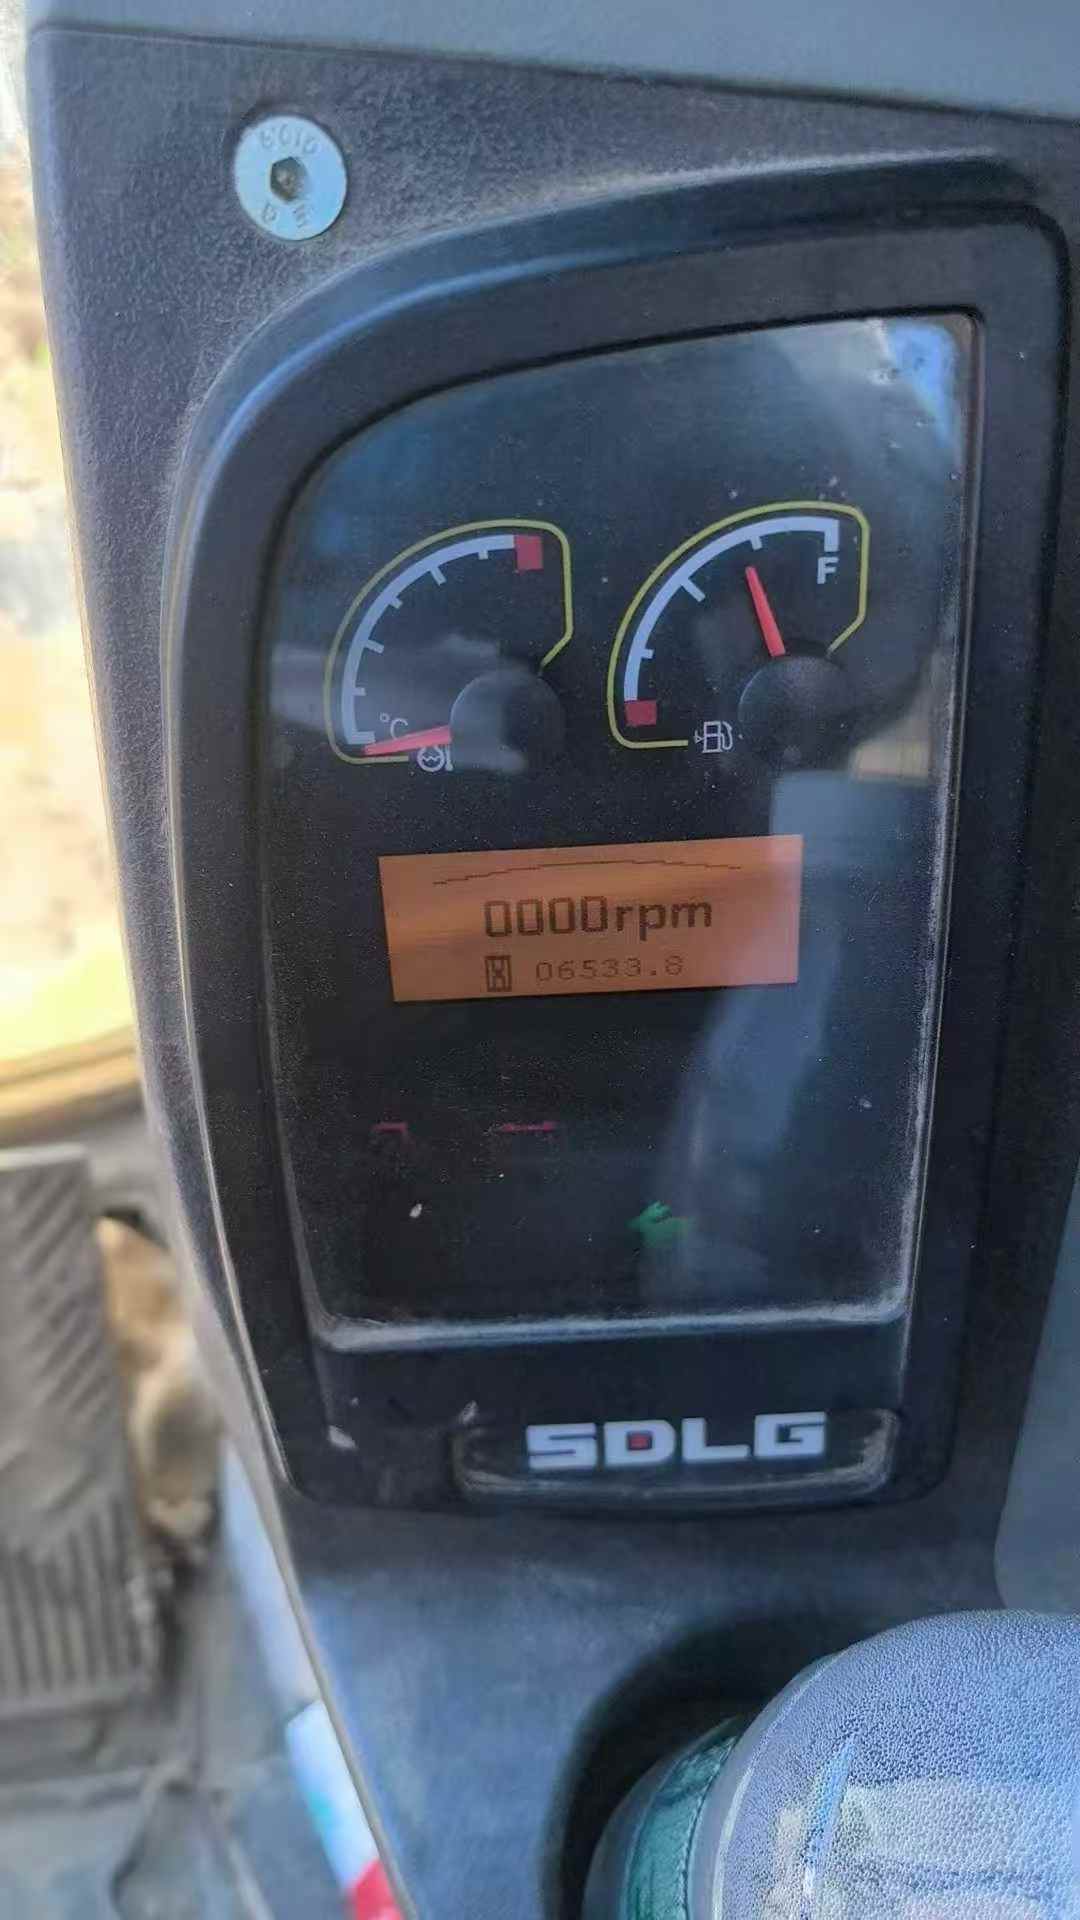 °C
F
0000rpm
06533.8
SDLG